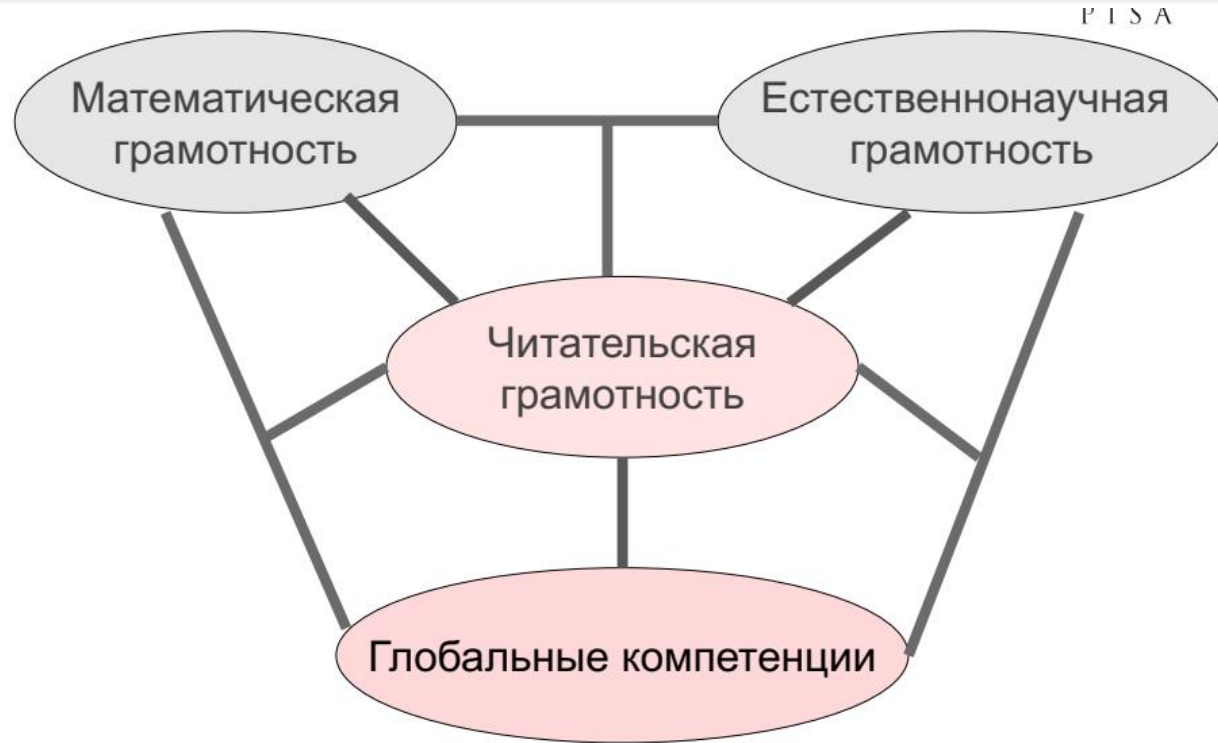 PISA
Математическая
грамотность
Естественнонаучная
грамотность
Читательская
грамотность
Глобальные компетенции